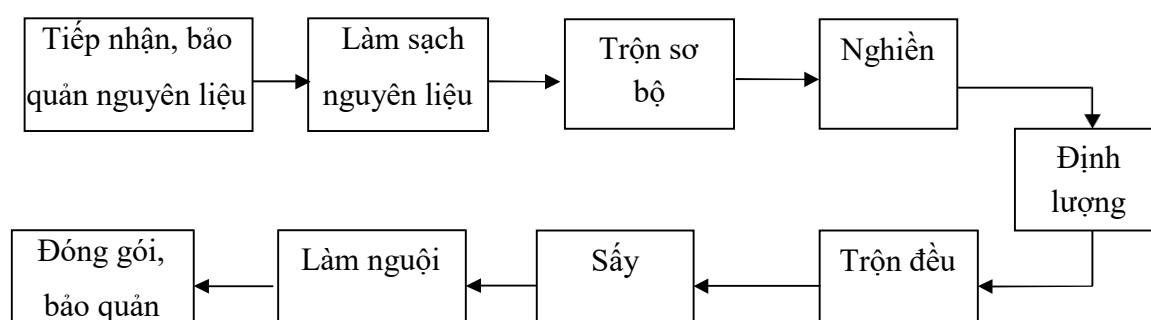 Tiếp nhận, bảo
quản nguyên liệu
Làm sạch
nguyên liệu
Trộn sơ
bộ
Nghiền
Định
lượng
Trộn đều
Sấy
Làm nguội
Đóng gói,
bảo quản